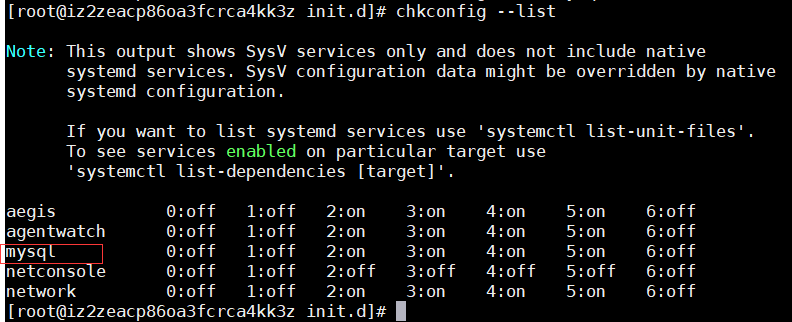 [root@iz2zeacp86oa3fcrca4kk3z init.d]# chkconfig --list
Note: This output shows SysV services only and does not include native
systemd services. SysV configuration data might be overridden by native
systemd configuration.
If you want to list systemd services use 'systemctl list-unit-files'.
To see services enabled on particular target use
'systemctl list-dependencies [target]'.
aegis 0:off 1:off 2:on 3:on 4:on 5:on 6:off
agentwatch 0:off 1:off 2:on 3:on 4:on 5:on 6:off
mysql 0:off 1:off 2:on 3:on 4:on 5:on 6:off
netconsole 0:off 1:off 2:off 3:off 4:off 5:off 6:off
network 0:off 1:off 2:on 3:on 4:on 5:on 6:off
[root@iz2zeacp86oa3fcrca4kk3z init.d]#